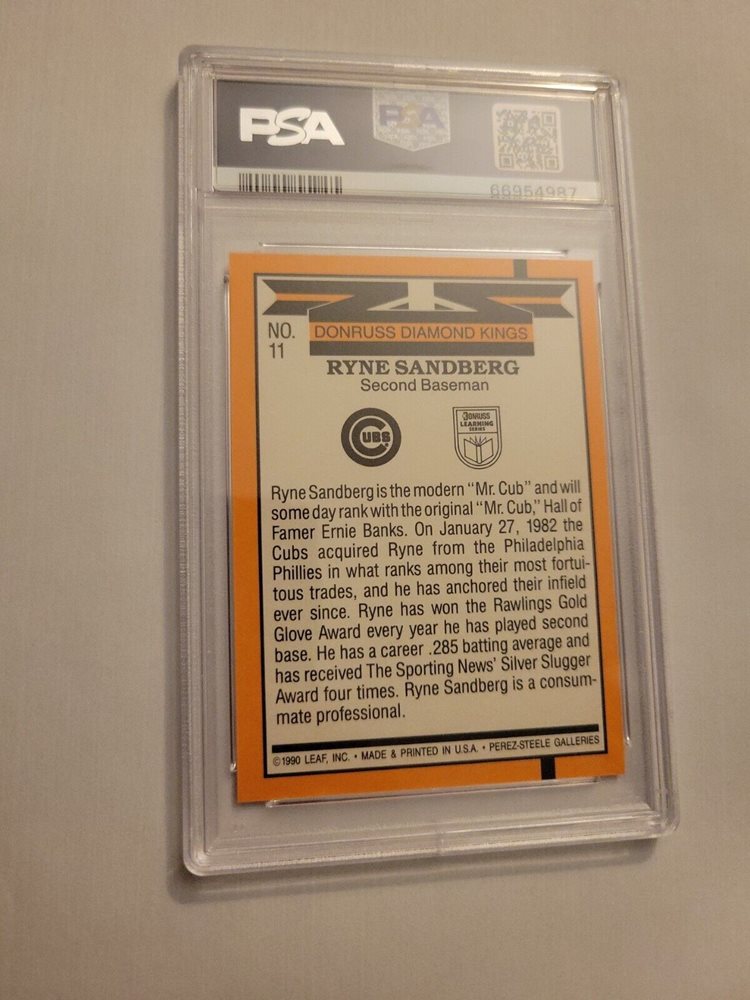 PSA
PSA
66954987
NO.
11
DONRUSS DIAMOND KINGS
RYNE SANDBERG
Second Baseman
CUBS
DONRUSS
LEARNING
SERIES
Ryne Sandberg is the modern “Mr. Cub” and will
some day rank with the original “Mr. Cub,” Hall of
Famer Ernie Banks. On January 27, 1982 the
Cubs acquired Ryne from the Philadelphia
Phillies in what ranks among their most fortui-
tous trades, and he has anchored their infield
ever since. Ryne has won the Rawlings Gold
Glove Award every year he has played second
base. He has a career .285 batting average and
has received The Sporting News’ Silver Slugger
Award four times. Ryne Sandberg is a consum-
mate professional.
©1990 LEAF, INC. • MADE & PRINTED IN U.S.A. • PEREZ-STEELE GALLERIES